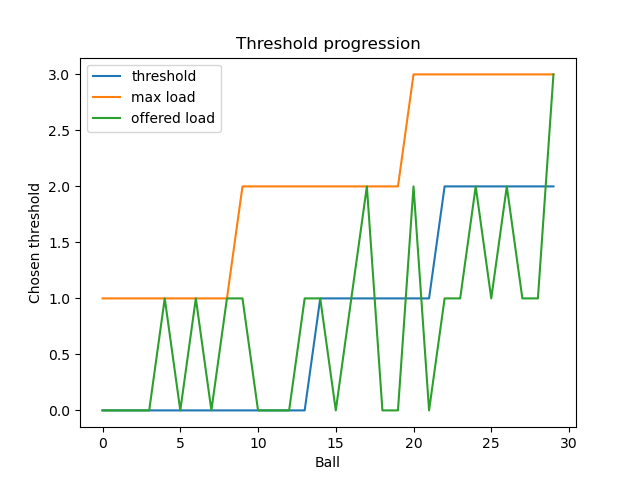 Threshold progression
threshold
max load
offered load
3.0
2.5
2.0
1.5
1.0
0.5
0.0
Chosen threshold
0 5 10 15 20 25 30
Ball